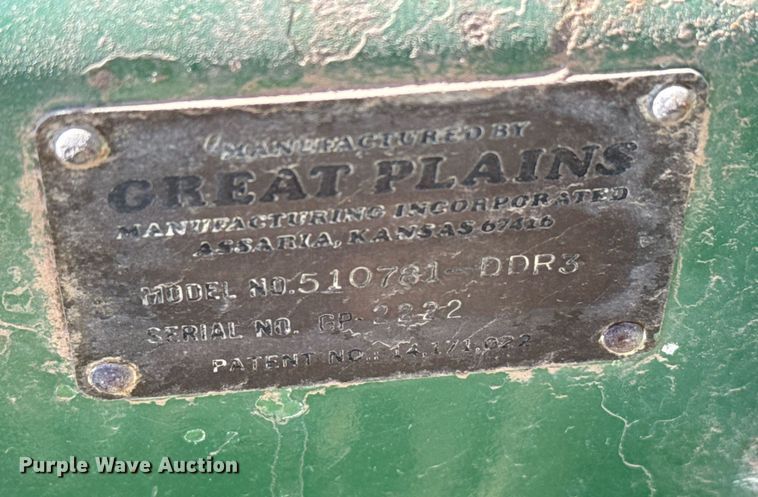 MANUFACTURED BY
GREAT PLAINS
MANUFACTURING INCORPORATED
ASSARIA, KANSAS 67416
MODEL NO. 510781-DDR3
SERIAL NO. GP-2222
PATENT NO.
Purple Wave Auction